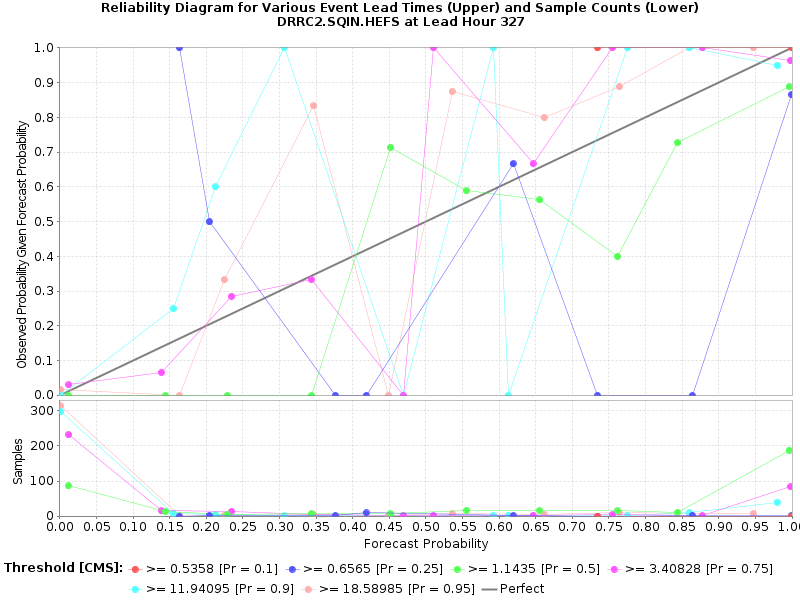 Reliability Diagram for Various Event Lead Times (Upper) and Sample Counts (Lower)
DRRC2.SQIN.HEFS at Lead Hour 327
Observed Probability Given Forecast Probability
1.0
0.9
0.8
0.7
0.6
0.5
0.4
0.3
0.2
0.1
0.0
Samples
300
200
100
0
0.00 0.05 0.10 0.15 0.20 0.25 0.30 0.35 0.40 0.45 0.50 0.55 0.60 0.65 0.70 0.75 0.80 0.85 0.90 0.95 1.0
Forecast Probability
Threshold [CMS]: >= 0.5358 [Pr = 0.1] >= 0.6565 [Pr = 0.25] >= 1.1435 [Pr = 0.5] >= 3.40828 [Pr = 0.75]
>= 11.94095 [Pr = 0.9] >= 18.58985 [Pr = 0.95] Perfect